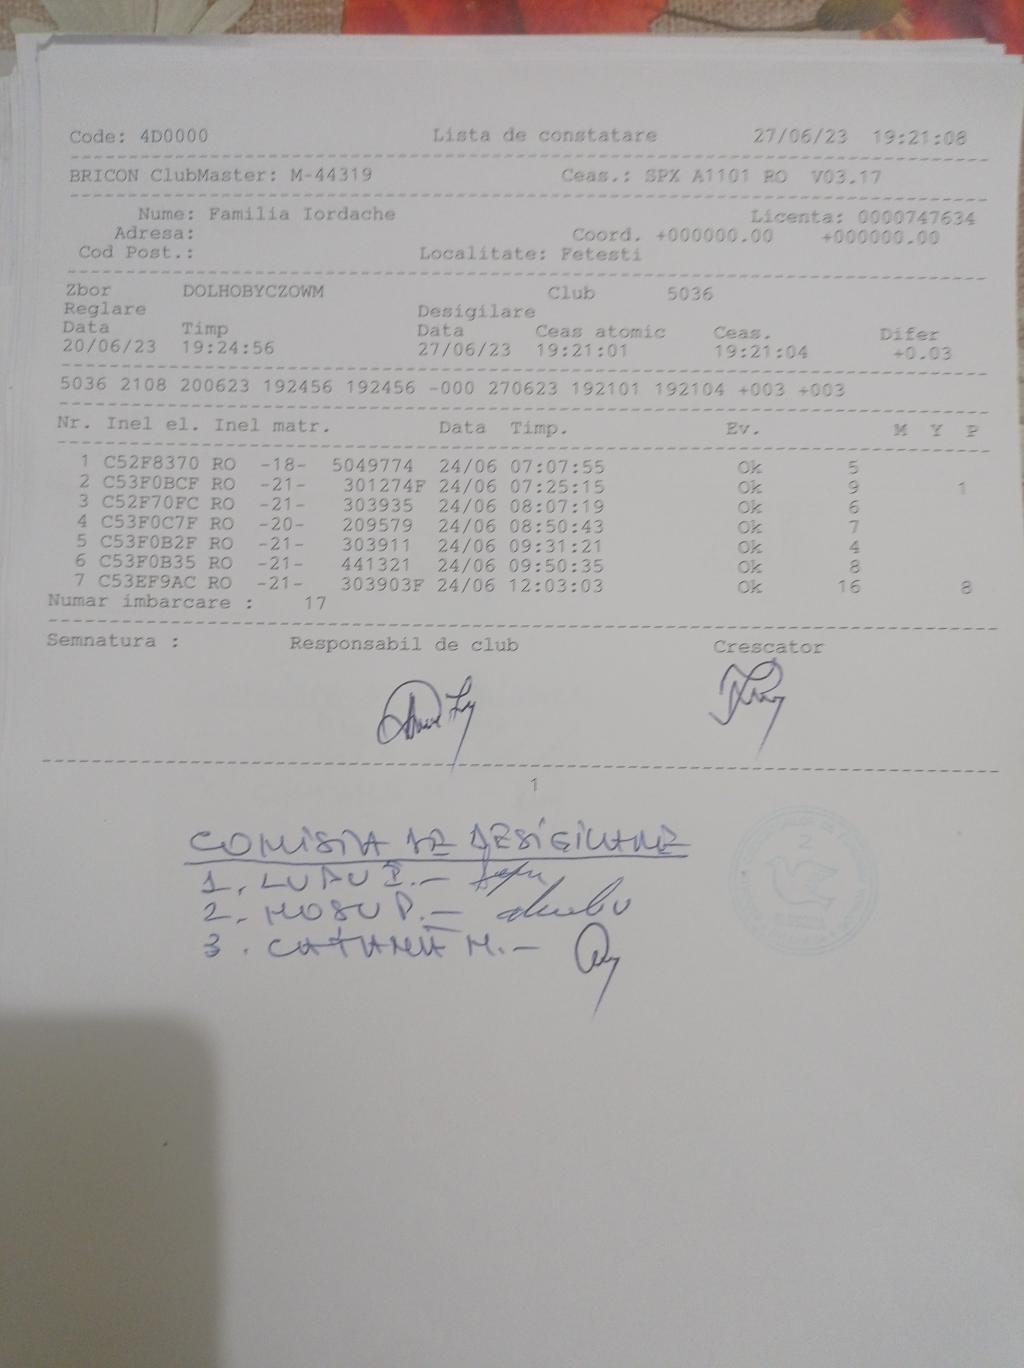 Code: 4D0000 Lista de constatare 27/06/23 19:21:08
BRICON ClubMaster: M-44319 Ceas.: SPX A1101 RO V03.17
Nume: Familia Iordache Licenta: 0000747634
Adresa: Coord. +000000.00 +000000.00
Cod Post.: Localitate: Fetesti
Zbor DOLHOBYCZOWM Club 5036
Reglare Desigilare
Data Timp Data Ceas atomic Ceas. Difer
20/06/23 19:24:56 27/06/23 19:21:01 19:21:04 +0.03
5036 2108 200623 192456 192456 -000 270623 192101 192104 +003 +003
Nr. Inel el. Inel matr. Data Timp. Ev. M Y P
1 C52F8370 RO -18- 5049774 24/06 07:07:55 Ok 5
2 C53F0BCF RO -21- 301274F 24/06 07:25:15 Ok 9 1
3 C52F70FC RO -21- 303935 24/06 08:07:19 Ok 6
4 C53F0C7F RO -20- 209579 24/06 08:50:43 Ok 7
5 C53F0B2F RO -21- 303911 24/06 09:31:21 Ok 4
6 C53F0B35 RO -21- 441321 24/06 09:50:35 Ok 8
7 C53EF9AC RO -21- 303903F 24/06 12:03:03 Ok 16 8
Numar imbarcare : 17
Semnatura : Responsabil de club Crescator
1
COMISIA DE DESIGILARE
1. LUPU I.-
2. MOSU P.-
3. CATANA M.-
2